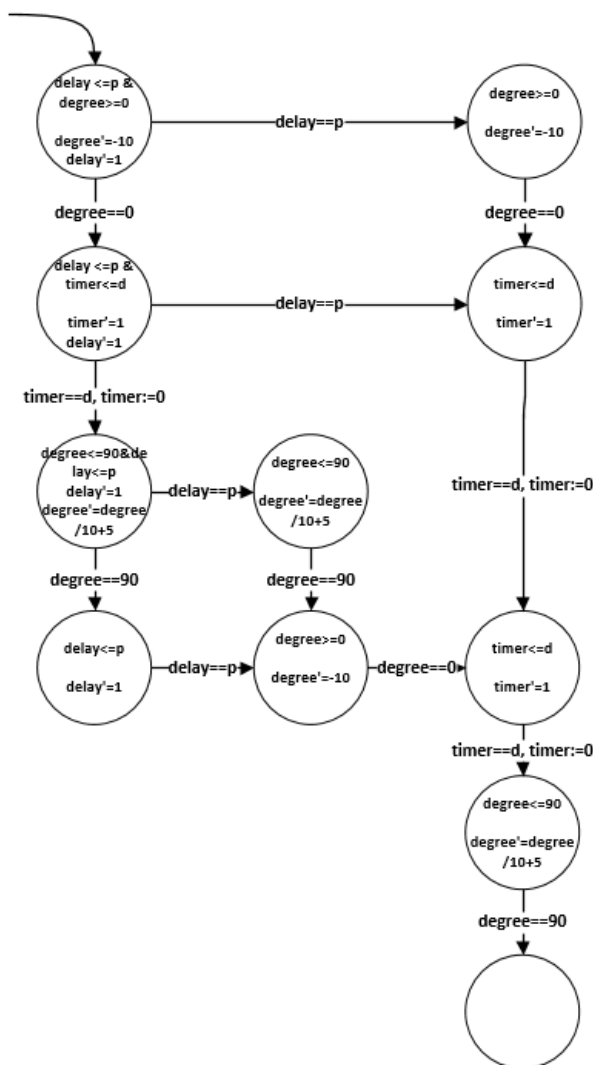 delay <=p &
degree>=0
degree'=-10
delay'=1
delay==p
degree>=0
degree'=-10
degree==0
degree==0
delay <=p &
timer<=d
timer'=1
delay'=1
delay==p
timer<=d
timer'=1
timer==d, timer:=0
timer==d, timer:=0
degree<=90&de
lay<=p
delay'=1
degree'=degree
/10+5
delay==p
degree<=90
degree'=degree
/10+5
degree==90
degree==90
delay<=p
delay'=1
delay==p
degree>=0
degree'=-10
degree==0
timer<=d
timer'=1
timer==d, timer:=0
degree<=90
degree'=degree
/10+5
degree==90